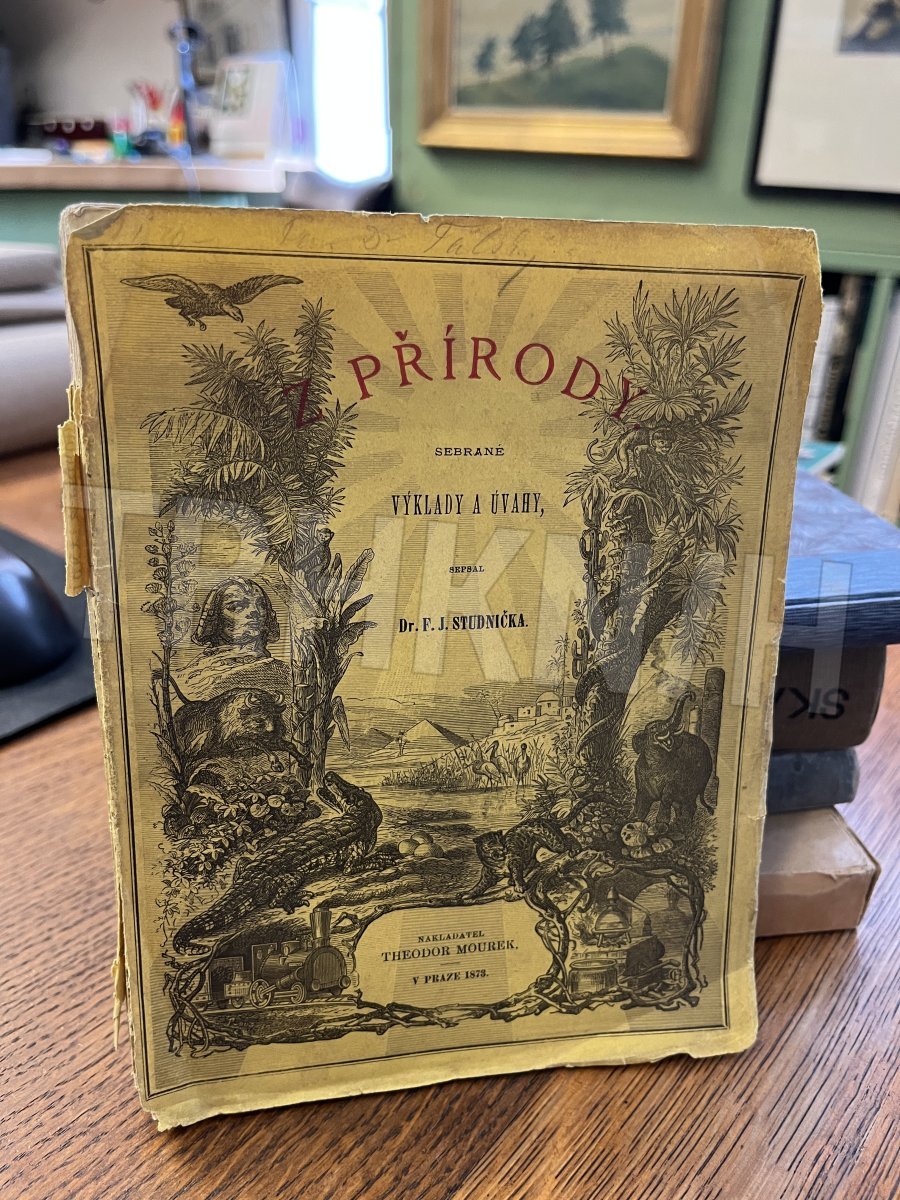 Z PŘÍRODY.
SEBRANÉ
VÝKLADY A ÚVAHY,
SEPSAL
Dr. F. J. STUDNIČKA.
NAKLADATEL
THEODOR MOUREK.
V PRAZE 1873.